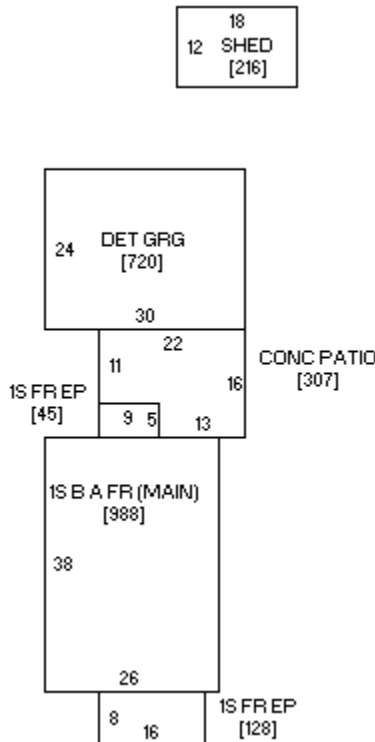 18
12 SHED
[216]
24 DET GRG
[720]
30
22
11
16
CONC PATIO
[307]
1S FR EP
[45]
9 5 13
1S B A FR (MAIN)
[988]
38
26
8
16
1S FR EP
[128]